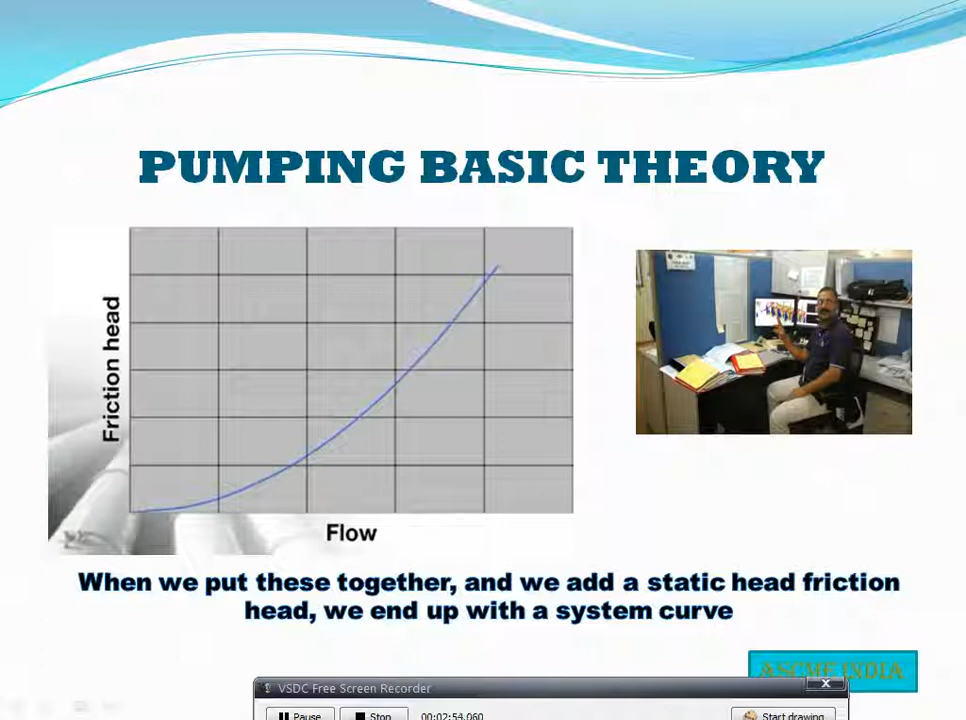 PUMPING BASIC THEORY
Friction head
Flow
When we put these together, and we add a static head friction
head, we end up with a system curve
ASCME INDIA
VSDC Free Screen Recorder
Pause
Stop
00:02:54.060
Start drawing